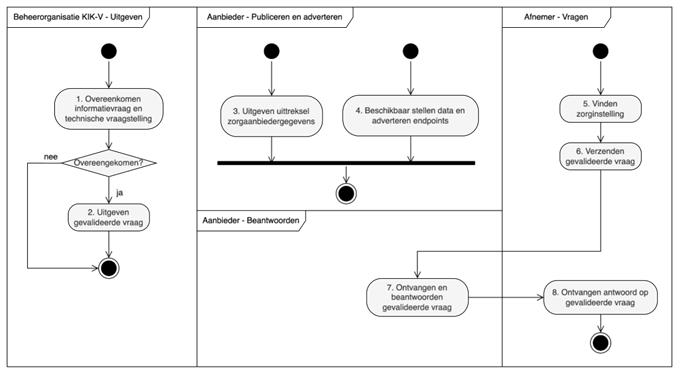 Beheerorganisatie KIK-V - Uitgeven
1. Overeenkomen
informatievraag en
technische vraagstelling
nee
Overeengekomen?
ja
2. Uitgeven
gevalideerde vraag
Aanbieder - Publiceren en adverteren
3. Uitgeven uittreksel
zorgaanbiedergegevens
4. Beschikbaar stellen data en
adverteren endpoints
Aanbieder - Beantwoorden
7. Ontvangen en
beantwoorden
gevalideerde vraag
Afnemer - Vragen
5. Vinden
zorginstelling
6. Verzenden
gevalideerde vraag
8. Ontvangen antwoord op
gevalideerde vraag